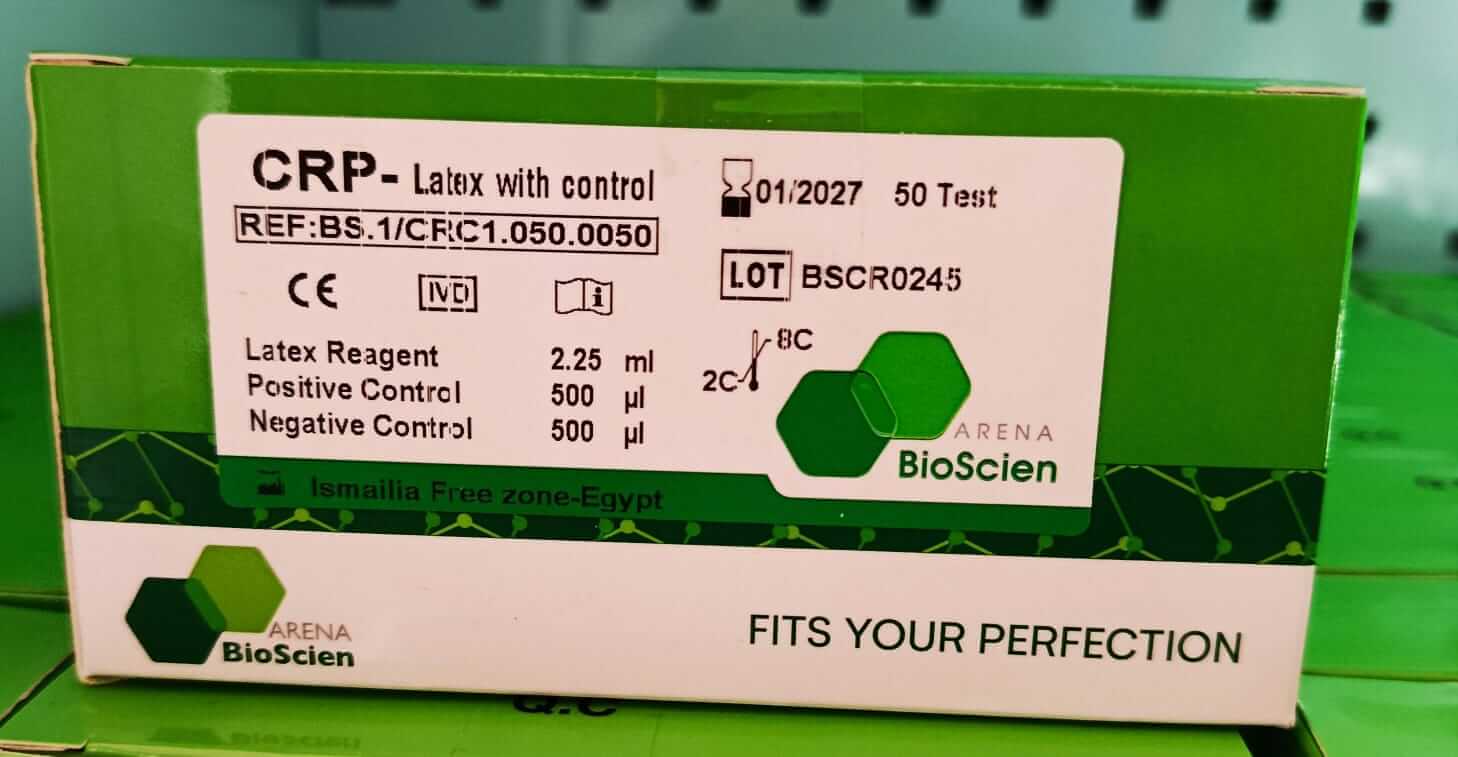 CRP- Latex with control
REF:BS.1/CRC1.050.0050
01/2027 50 Test
LOT BSCR0245
CE IVD i
Latex Reagent 2.25 ml
Positive Control 500 µl
Negative Control 500 µl
8C
2C
ARENA
BioScien
Ismailia Free zone-Egypt
ARENA
BioScien
FITS YOUR PERFECTION
Q.C
BIOSCIEN